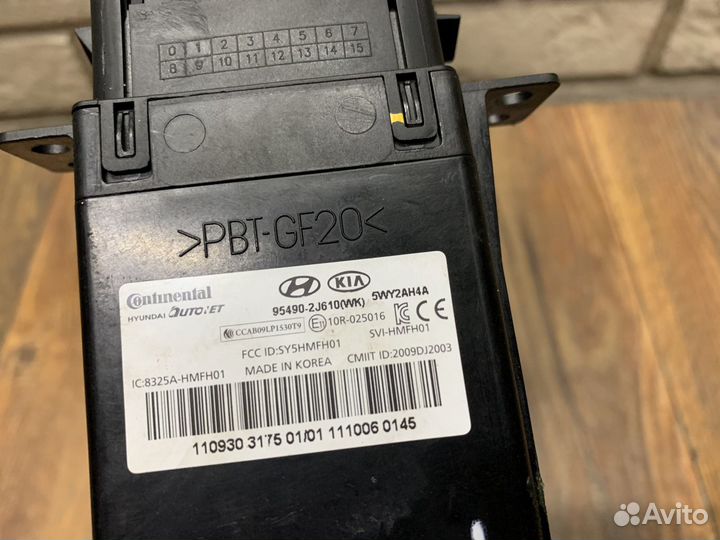 0 1 2 3 4 5 6 7
8 9 10 11 12 13 14 15
>PBT-GF20<
Continental
HYUNDAI AUTONET
HYUNDAI KIA
95490-2J610(WK) 5WY2AH4A
CCAB09LP1530T9 E11 10R-025016
FCC ID:SY5HMFH01 SVI-HMFH01
IC:8325A-HMFH01 MADE IN KOREA CMIIT ID:2009DJ2003
110930 3175 01/01 111006 0145
Avito